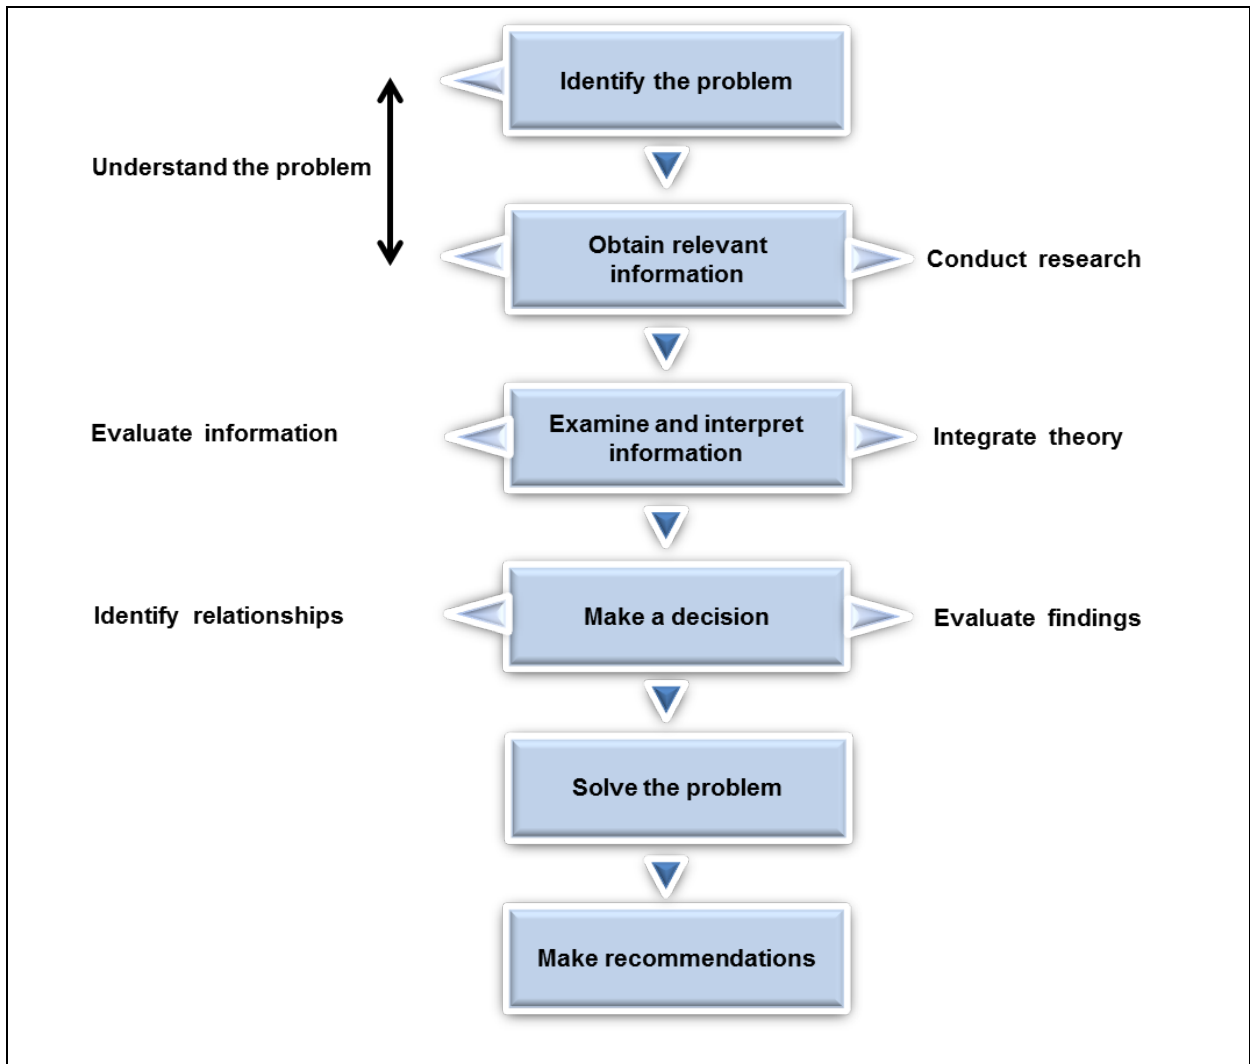 Identify the problem
Understand the problem
Obtain relevant
information
Conduct research
Evaluate information
Examine and interpret
information
Integrate theory
Identify relationships
Make a decision
Evaluate findings
Solve the problem
Make recommendations